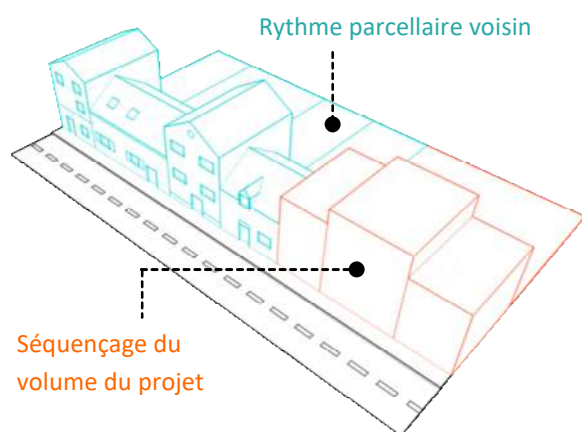 Rythme parcellaire voisin
Séquençage du
volume du projet